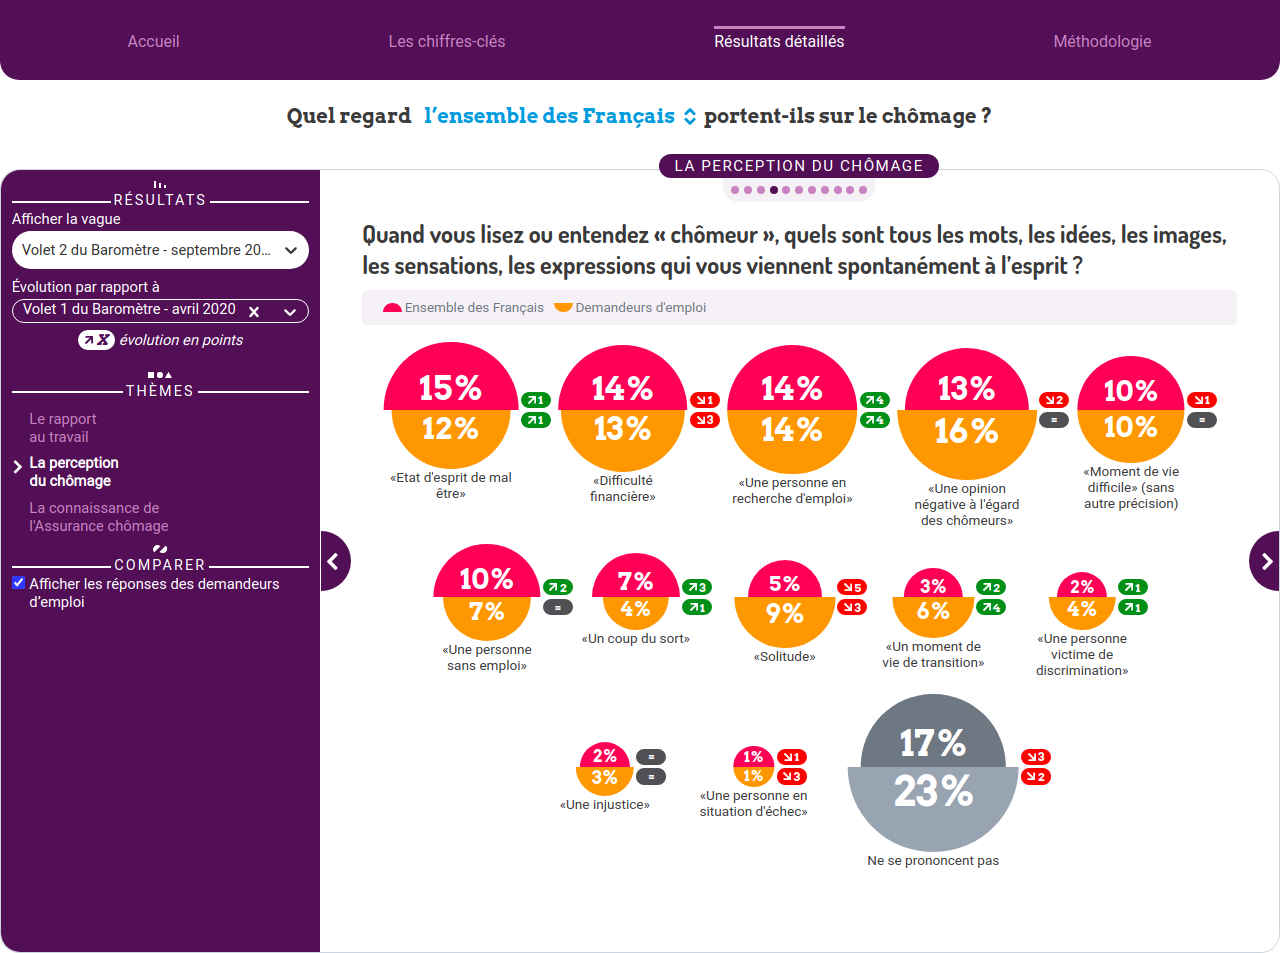 Accueil
Les chiffres-clés
Résultats détaillés
Méthodologie
Quel regard l’ensemble des Français portent-ils sur le chômage ?
LA PERCEPTION DU CHÔMAGE
RÉSULTATS
Afficher la vague
Volet 2 du Baromètre - septembre 20...
Évolution par rapport à
Volet 1 du Baromètre - avril 2020
X évolution en points
THÈMES
Le rapport
au travail
La perception
du chômage
La connaissance de
l'Assurance chômage
COMPARER
Afficher les réponses des demandeurs
d'emploi
Quand vous lisez ou entendez « chômeur », quels sont tous les mots, les idées, les images,
les sensations, les expressions qui vous viennent spontanément à l’esprit ?
Ensemble des Français
Demandeurs d'emploi
15%
1
12%
1
«Etat d'esprit de mal
être»
14%
1
13%
3
«Difficulté
financière»
14%
4
14%
4
«Une personne en
recherche d'emploi»
13%
2
16%
=
«Une opinion
négative à l'égard
des chômeurs»
10%
1
10%
=
«Moment de vie
difficile» (sans
autre précision)
10%
2
7%
=
«Une personne
sans emploi»
7%
3
4%
1
«Un coup du sort»
5%
5
9%
3
«Solitude»
3%
2
6%
4
«Un moment de
vie de transition»
2%
1
4%
1
«Une personne
victime de
discrimination»
2%
=
3%
=
«Une injustice»
1%
1
1%
3
«Une personne en
situation d'échec»
17%
3
23%
2
Ne se prononcent pas